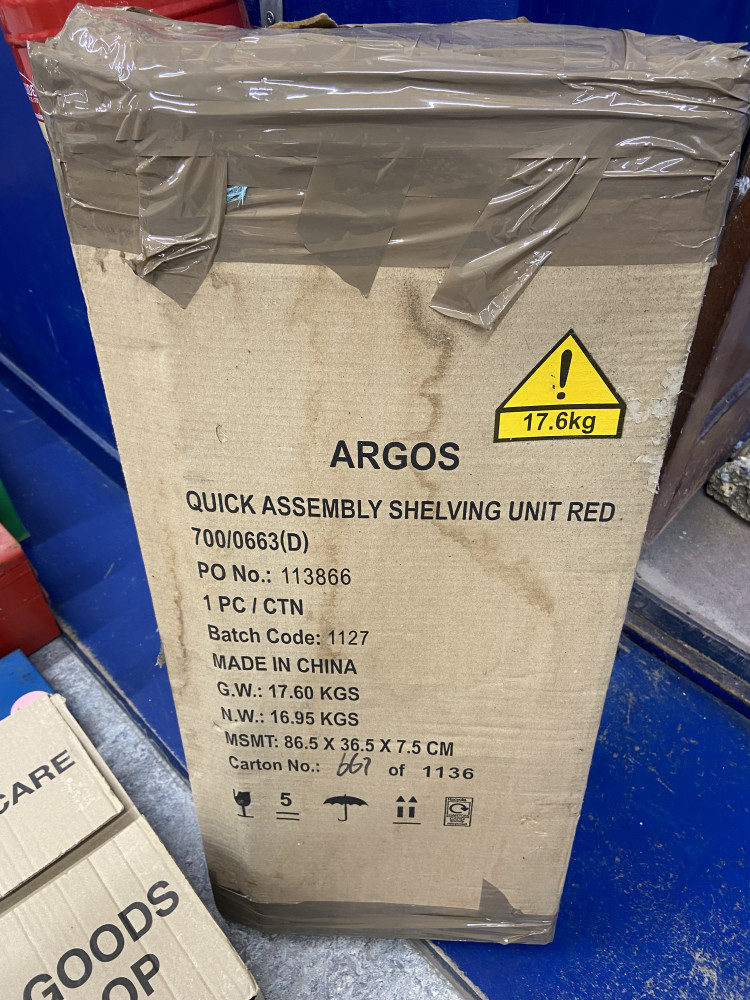 17.6kg
ARGOS
QUICK ASSEMBLY SHELVING UNIT RED
700/0663(D)
PO No.: 113866
1 PC / CTN
Batch Code: 1127
MADE IN CHINA
G.W.: 17.60 KGS
N.W.: 16.95 KGS
MSMT: 86.5 X 36.5 X 7.5 CM
Carton No.: 667 of 1136
5
CARE
GOODS
OP